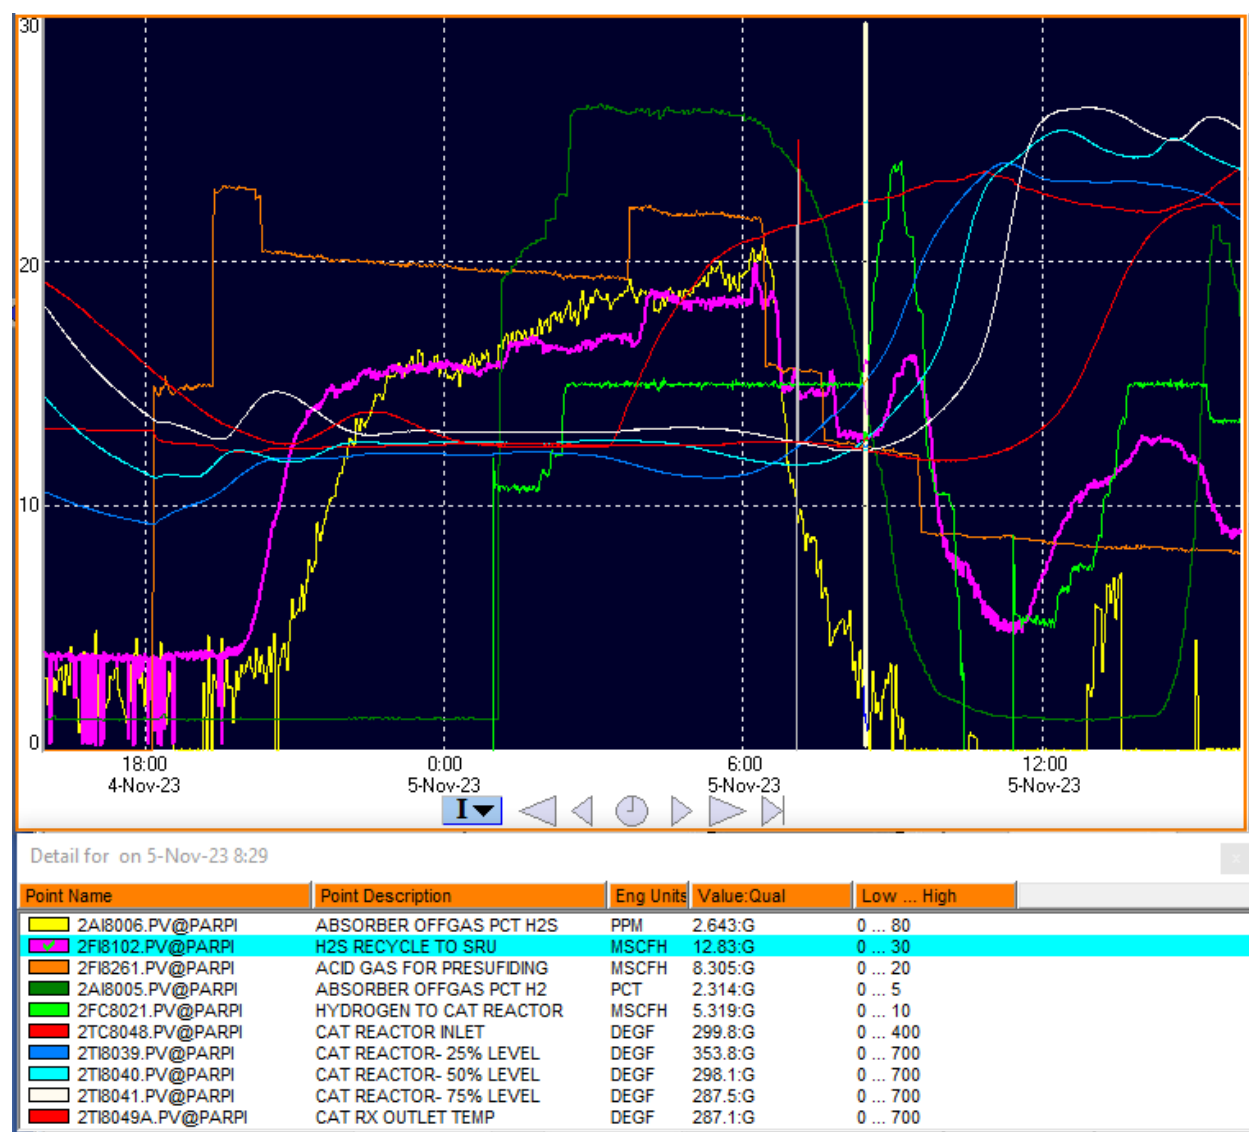 30
20
10
0
18:00 0:00 6:00 12:00
4-Nov-23 5-Nov-23 5-Nov-23 5-Nov-23
I
Detail for on 5-Nov-23 8:29
x
Point Name Point Description Eng Units Value:Qual Low ... High
2AI8006.PV@PARPI ABSORBER OFFGAS PCT H2S PPM 2.643:G 0 ... 80
2FI8102.PV@PARPI H2S RECYCLE TO SRU MSCFH 12.83:G 0 ... 30
2FI8261.PV@PARPI ACID GAS FOR PRESUFIDING MSCFH 8.305:G 0 ... 20
2AI8005.PV@PARPI ABSORBER OFFGAS PCT H2 PCT 2.314:G 0 ... 5
2FC8021.PV@PARPI HYDROGEN TO CAT REACTOR MSCFH 5.319:G 0 ... 10
2TC8048.PV@PARPI CAT REACTOR INLET DEGF 299.8:G 0 ... 400
2TI8039.PV@PARPI CAT REACTOR- 25% LEVEL DEGF 353.8:G 0 ... 700
2TI8040.PV@PARPI CAT REACTOR- 50% LEVEL DEGF 298.1:G 0 ... 700
2TI8041.PV@PARPI CAT REACTOR- 75% LEVEL DEGF 287.5:G 0 ... 700
2TI8049A.PV@PARPI CAT RX OUTLET TEMP DEGF 287.1:G 0 ... 700